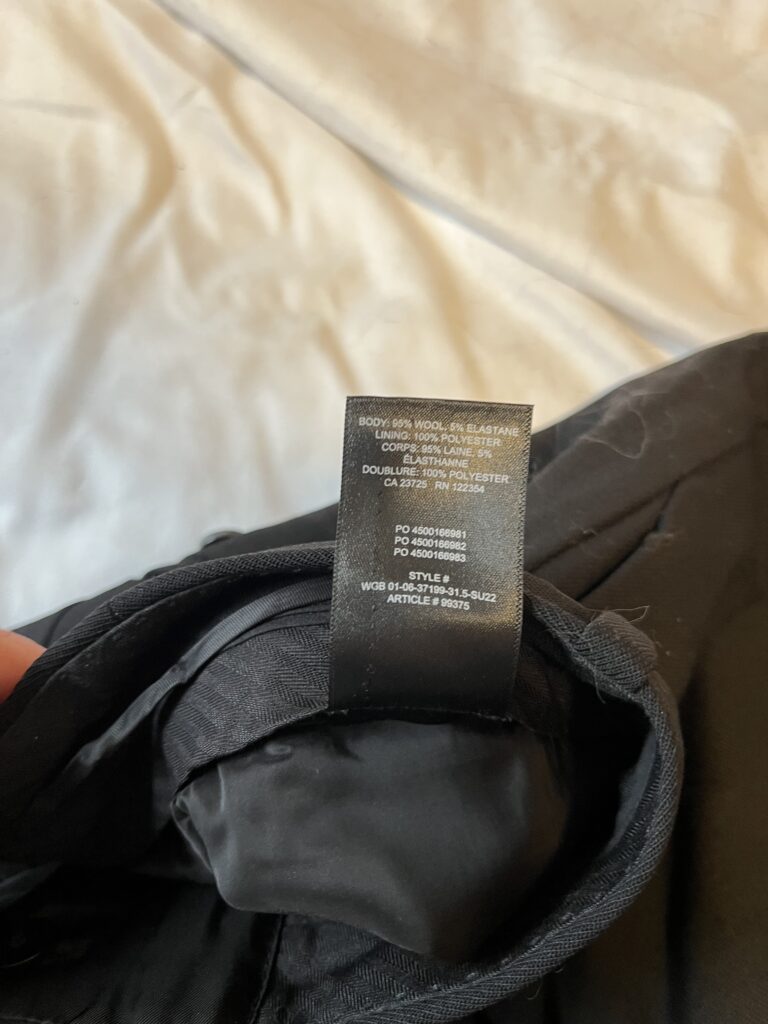 BODY: 95% WOOL, 5% ELASTANE
LINING: 100% POLYESTER
CORPS: 95% LAINE, 5%
ÉLASTHANNE
DOUBLURE: 100% POLYESTER
CA 23725 RN 122354
PO 4500166981
PO 4500166982
PO 4500166983
STYLE #
WGB 01-06-37199-31.5-SU22
ARTICLE # 99375